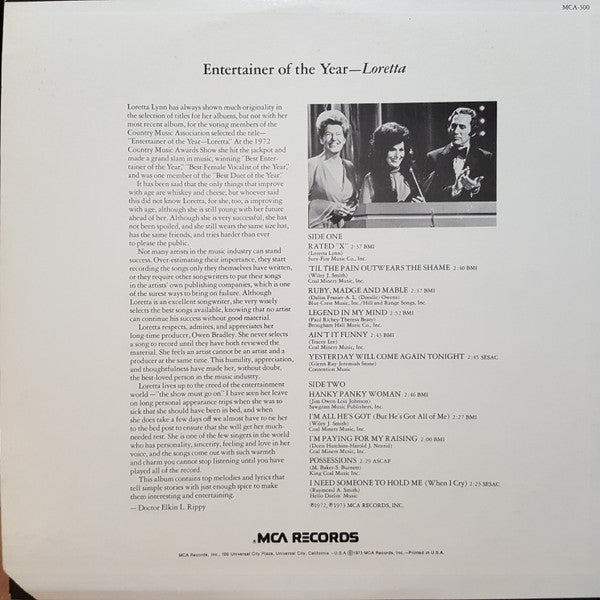 MCA-500
Entertainer of the Year—Loretta
Loretta Lynn has always shown much originality in
the selection of titles for her albums, but not with her
most recent album, for the voting members of the
Country Music Association selected the title—
"Entertainer of the Year—Loretta." At the 1972
Country Music Awards Show she hit the jackpot and
made a grand slam in music, winning "Best Enter-
tainer of the Year," "Best Female Vocalist of the Year,"
and was one member of the "Best Duet of the Year."
It has been said that the only things that improve
with age are whiskey and cheese, but whoever said
this did not know Loretta, for she, too, is improving
with age, although she is still young with her future
ahead of her. Although she is very successful, she has
not been spoiled, and she still wears the same size hat,
has the same friends, and tries harder than ever
to please the public.
Not many artists in the music industry can stand
success. Over-estimating their importance, they start
recording the songs only they themselves have written,
or they require other songwriters to put their songs
in the artists' own publishing companies, which is one
of the surest ways to bring on failure. Although
Loretta is an excellent songwriter, she very wisely
selects the best songs available, knowing that no artist
can continue his success without good material.
Loretta respects, admires, and appreciates her
long-time producer, Owen Bradley. She never selects
a song to record until they have both reviewed the
material. She feels an artist cannot be an artist and a
producer at the same time. This humility, appreciation,
and thoughtfulness have made her, without doubt,
the best-loved person in the music industry.
Loretta lives up to the creed of the entertainment
world—"the show must go on." I have seen her leave
on long personal appearance trips when she was so
sick that she should have been in bed, and when
she does take a few days off we almost have to tie her
to the bed post to ensure that she will get her much-
needed rest. She is one of the few singers in the world
who has personality, sincerity, feeling and love in her
voice, and the songs come out with such warmth
and charm you cannot stop listening until you have
played all of the record.
This album contains top melodies and lyrics that
tell simple stories with just enough spice to make
them interesting and entertaining.
—Doctor Elkin L. Rippy
SIDE ONE
RATED "X" 2:37 BMI
(Loretta Lynn)
Sure-Fire Music Co., Inc.
'TIL THE PAIN OUTWEARS THE SHAME 2:40 BMI
(Wiley J. Smith)
Coal Miners Music, Inc.
RUBY, MADGE AND MABLE 2:37 BMI
(Dallas Frazier-A. L. (Doodle) Owens)
Blue Crest Music, Inc./Hill and Range Songs, Inc.
LEGEND IN MY MIND 2:52 BMI
(Paul Richey-Theresa Beaty)
Brougham Hall Music Co., Inc.
AIN'T IT FUNNY 2:45 BMI
(Tracey Lee)
Coal Miners Music, Inc.
YESTERDAY WILL COME AGAIN TONIGHT 2:45 SESAC
(Glenn Ray-Jeremiah Stone)
Contention Music
SIDE TWO
HANKY PANKY WOMAN 2:46 BMI
(Jim Owen-Lois Johnson)
Sawgrass Music Publishers, Inc.
I'M ALL HE'S GOT (But He's Got All of Me) 2:27 BMI
(Wiley J. Smith)
Coal Miners Music, Inc.
I'M PAYING FOR MY RAISING 2:00 BMI
(Doris Hutchins-Harold J. Norred)
Coal Miners Music, Inc.
POSSESSIONS 2:29 ASCAP
(M. Baker-S. Burnett)
King Coal Music Inc.
I NEED SOMEONE TO HOLD ME (When I Cry) 2:25 SESAC
(Raymond A. Smith)
Hello Darlin' Music
℗1972, ℗1973 MCA RECORDS, INC.
MCA RECORDS
MCA Records, Inc., 100 Universal City Plaza, Universal City, California—U.S.A. ©1973 MCA Records, Inc.—Printed in U.S.A.